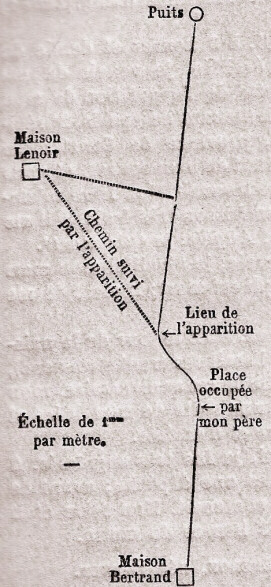 Puits
Maison
Lenoir
Chemin suivi
par l'apparition
Lieu de
l'apparition
Place
occupée
par
mon père
Échelle de 1mm
par mètre.
Maison
Bertrand